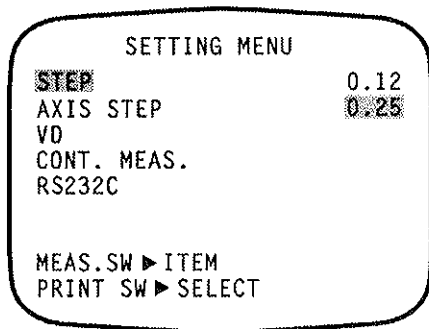 SETTING MENU
STEP 0.12
AXIS STEP 0.25
VD
CONT. MEAS.
RS232C
MEAS.SW ▶ ITEM
PRINT SW ▶ SELECT